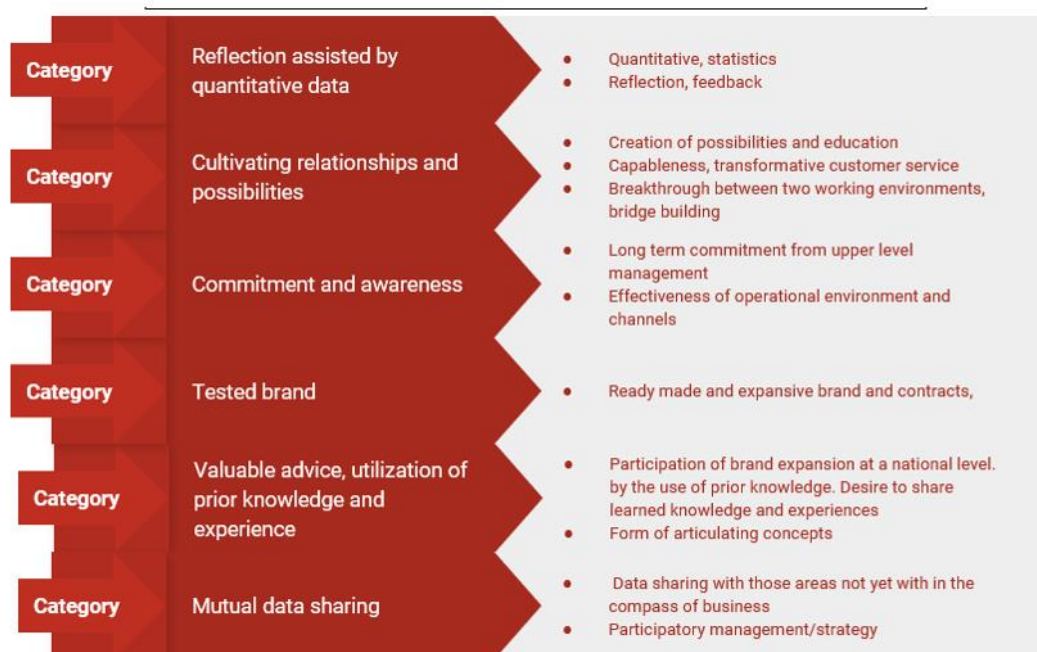 Category
Reflection assisted by
quantitative data
● Quantitative, statistics
● Reflection, feedback
Category
Cultivating relationships and
possibilities
● Creation of possibilities and education
● Capableness, transformative customer service
● Breakthrough between two working environments,
bridge building
Category
Commitment and awareness
● Long term commitment from upper level
management
● Effectiveness of operational environment and
channels
Category
Tested brand
● Ready made and expansive brand and contracts,
Category
Valuable advice, utilization of
prior knowledge and
experience
● Participation of brand expansion at a national level.
by the use of prior knowledge. Desire to share
learned knowledge and experiences
● Form of articulating concepts
Category
Mutual data sharing
● Data sharing with those areas not yet with in the
compass of business
● Participatory management/strategy